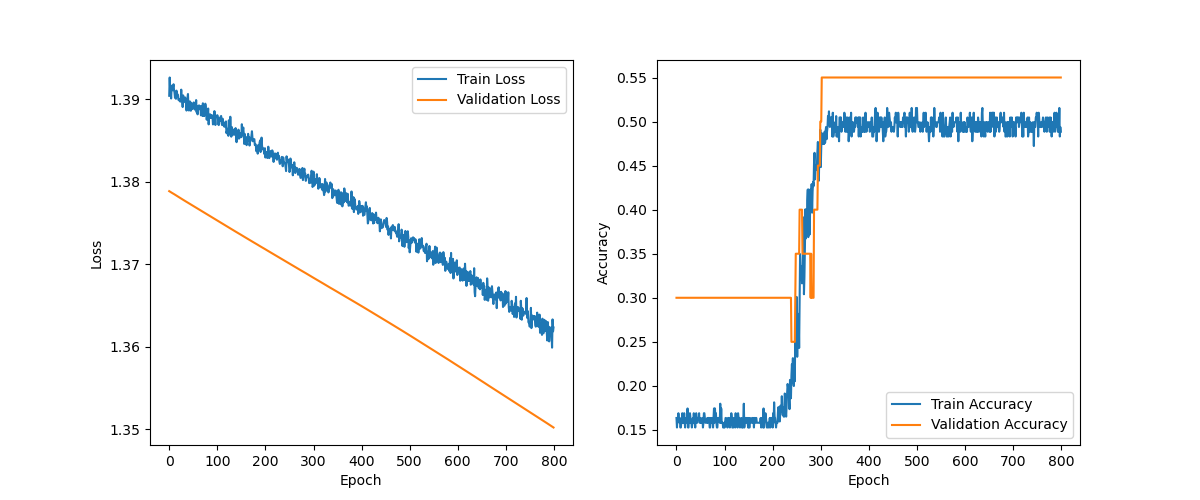 Train Loss
Validation Loss
1.39
1.38
1.37
1.36
1.35
Loss
0 100 200 300 400 500 600 700 800
Epoch
0.55
0.50
0.45
0.40
0.35
0.30
0.25
0.20
0.15
Accuracy
Train Accuracy
Validation Accuracy
0 100 200 300 400 500 600 700 800
Epoch